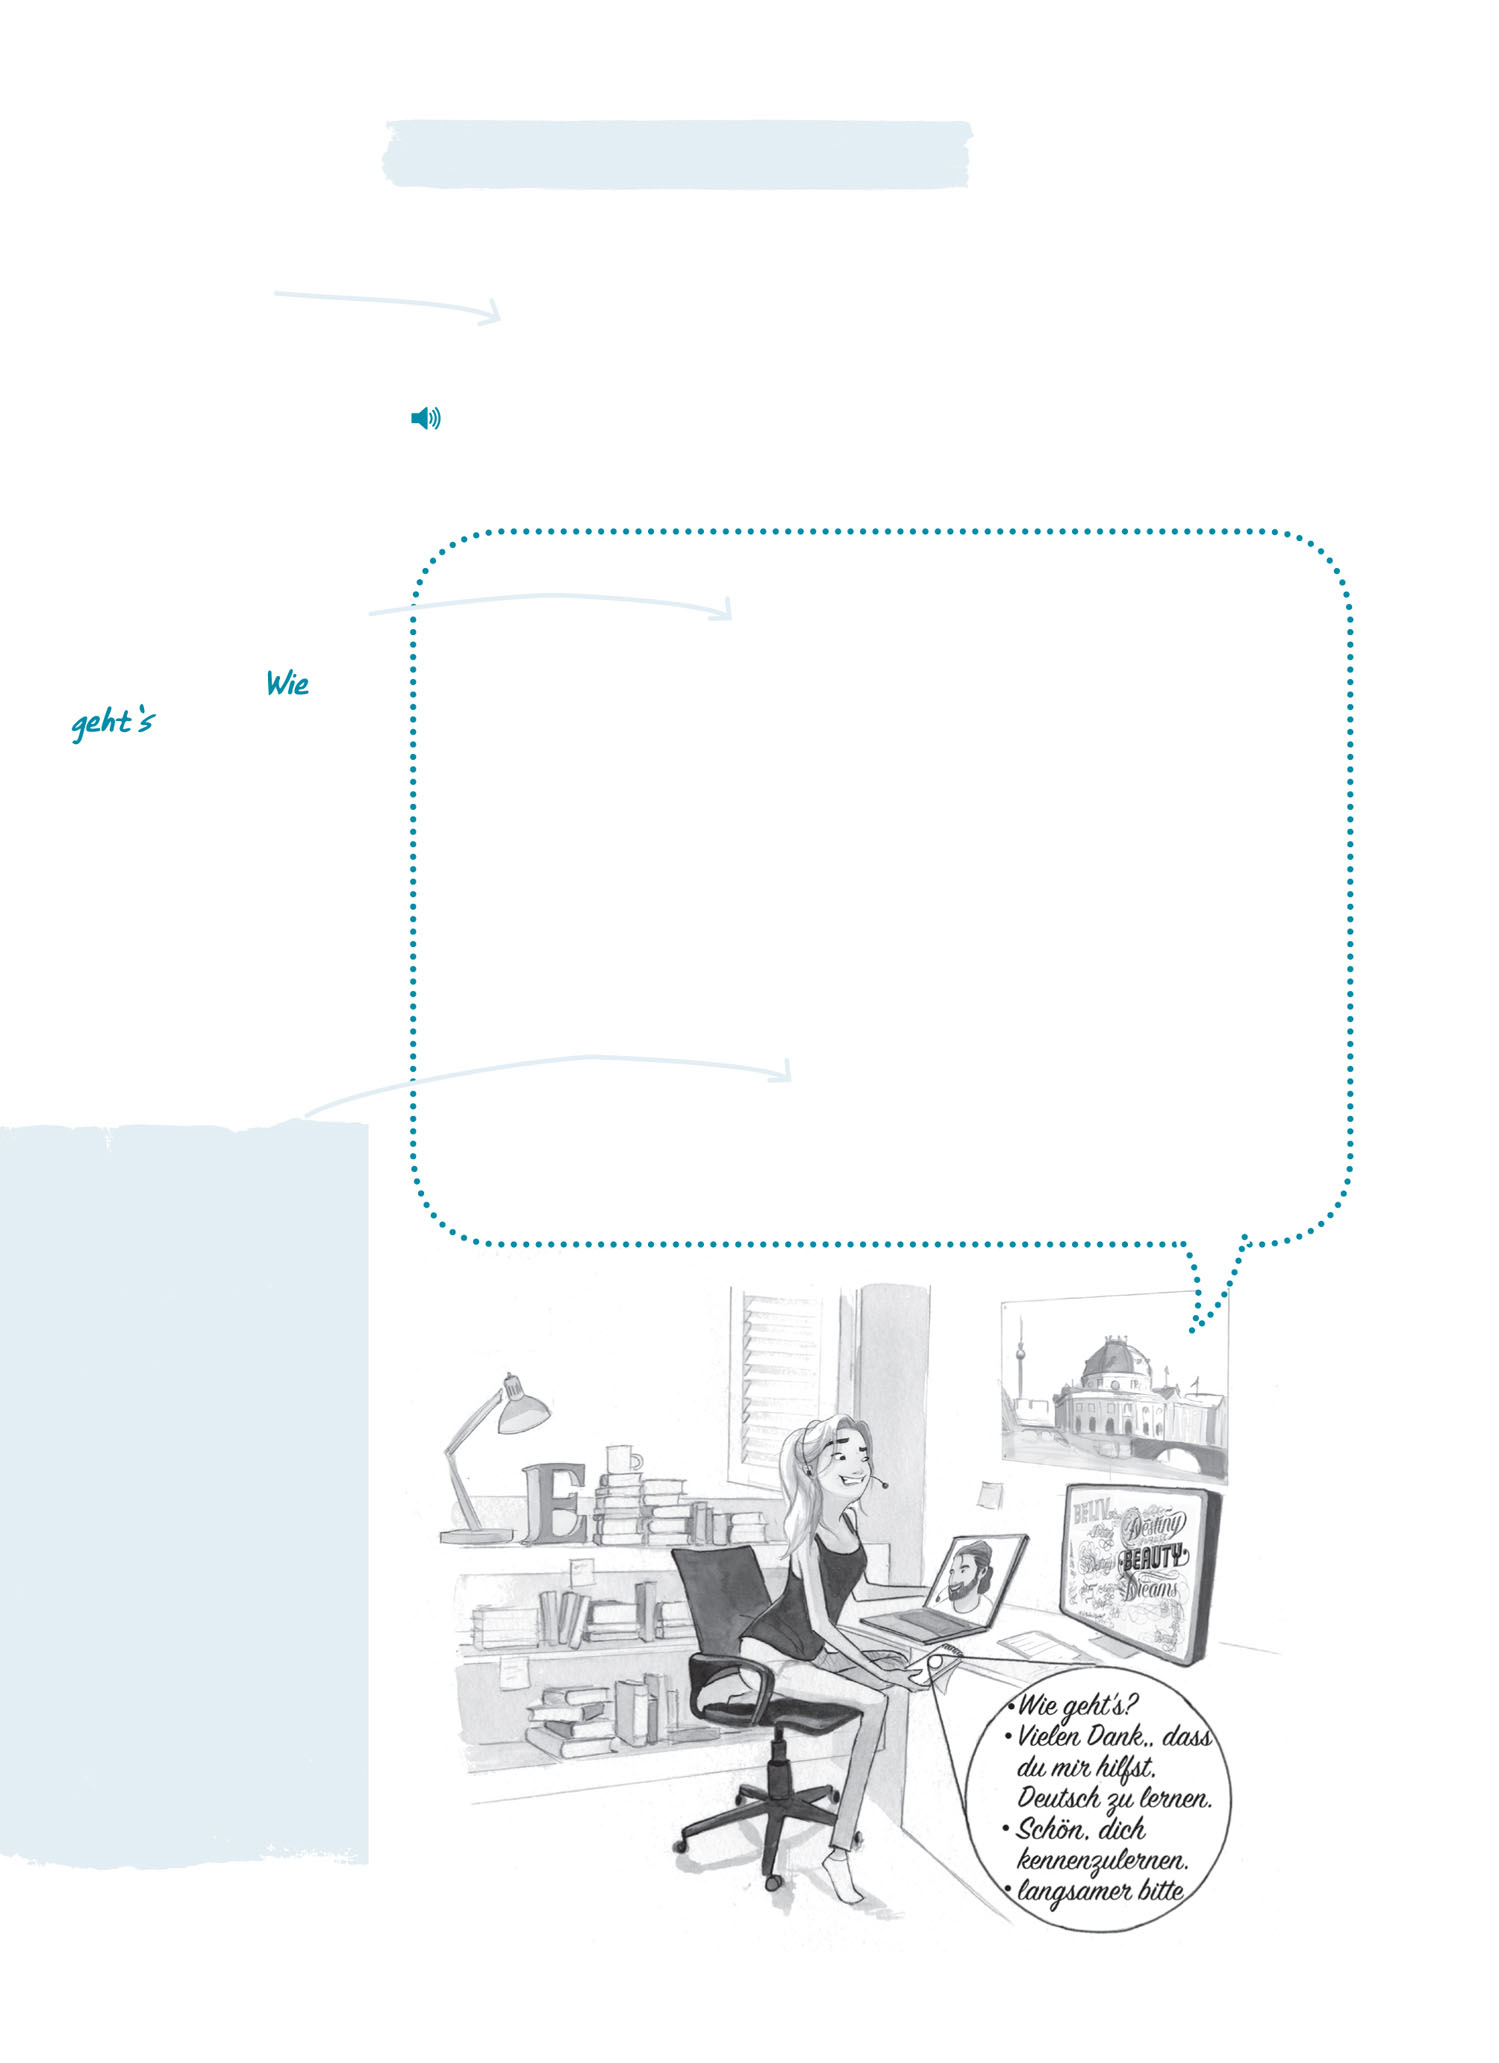 Wie
geht's
E
Destiny
BEAUTY
Dreams
• Wie geht's?
• Vielen Dank,, dass
du mir hilfst,
Deutsch zu lernen.
• Schön, dich
kennenzulernen.
• langsamer bitte